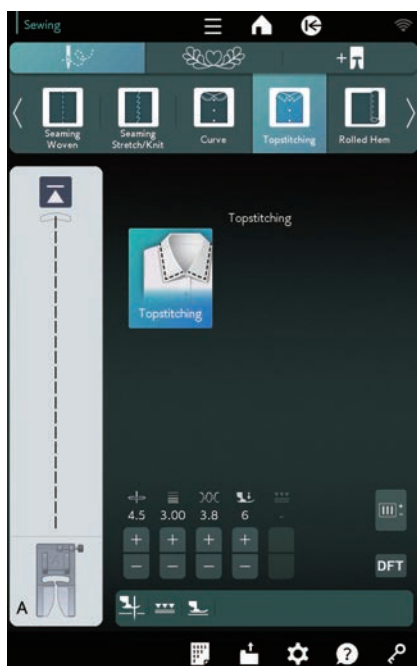 Sewing
Seaming
Woven
Seaming
Stretch/Knit
Curve
Topstitching
Rolled Hem
Topstitching
Topstitching
4.5 3.00 3.8 6 -
DFT
A